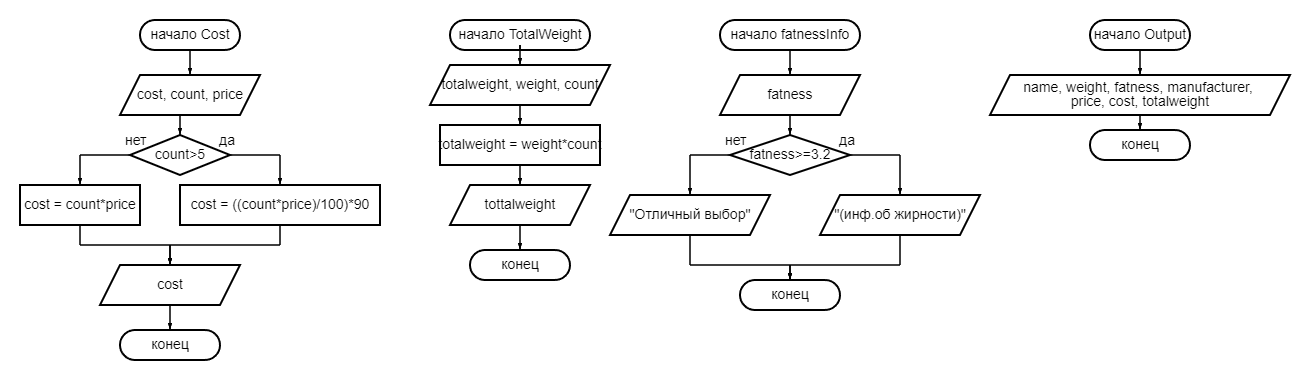 начало Cost
cost, count, price
нет
да
count>5
cost = count*price
cost = ((count*price)/100)*90
cost
конец
начало TotalWeight
totalweight, weight, count
totalweight = weight*count
tottalweight
конец
начало fatnessInfo
fatness
нет
да
fatness>=3.2
"Отличный выбор"
"(инф.об жирности)"
конец
начало Output
name, weight, fatness, manufacturer,
price, cost, totalweight
конец